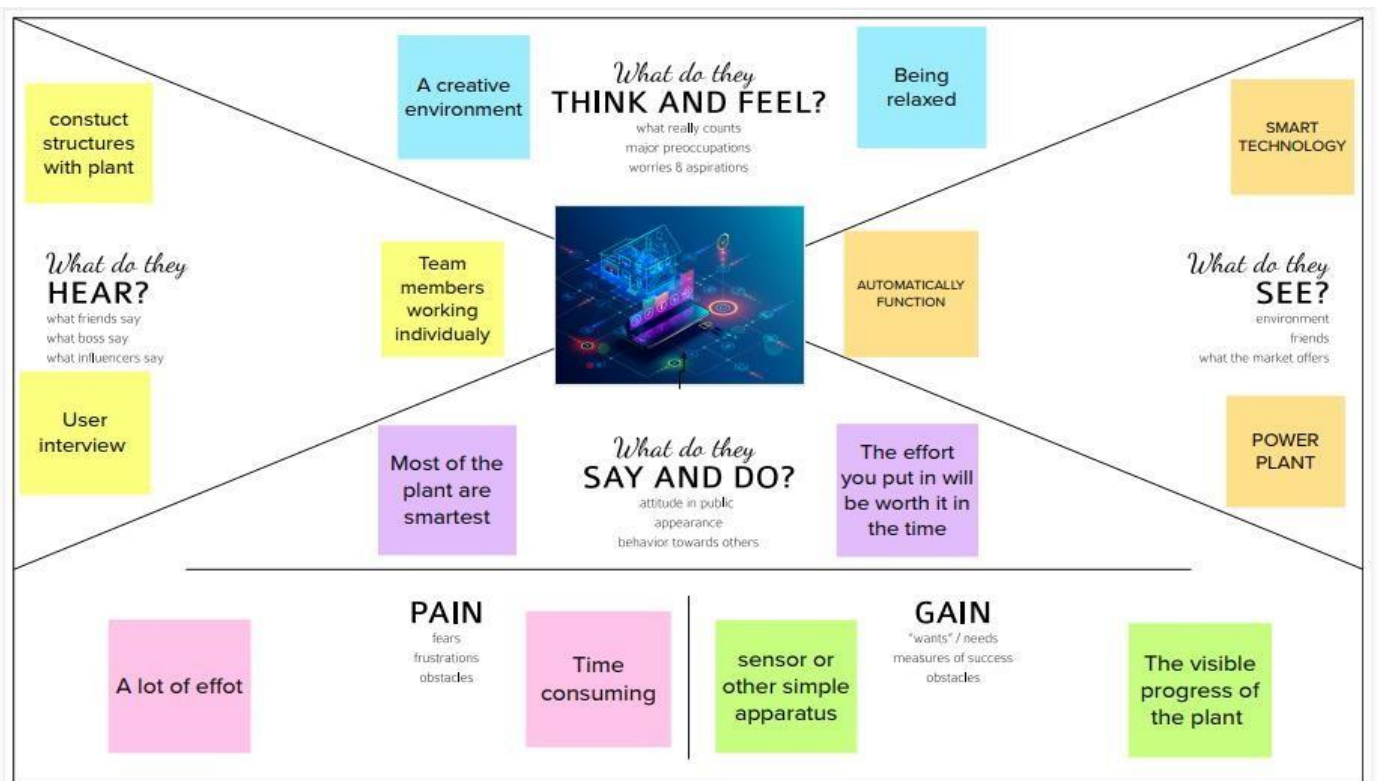 What do they
THINK AND FEEL?
what really counts
major preoccupations
worries & aspirations
A creative
environment
Being
relaxed
What do they
HEAR?
what friends say
what boss say
what influencers say
constuct
structures
with plant
Team
members
working
individualy
User
interview
What do they
SEE?
environment
friends
what the market offers
SMART
TECHNOLOGY
AUTOMATICALLY
FUNCTION
POWER
PLANT
What do they
SAY AND DO?
attitude in public
appearance
behavior towards others
Most of the
plant are
smartest
The effort
you put in will
be worth it in
the time
PAIN
fears
frustrations
obstacles
A lot of effot
Time
consuming
GAIN
"wants" / needs
measures of success
obstacles
sensor or
other simple
apparatus
The visible
progress of
the plant